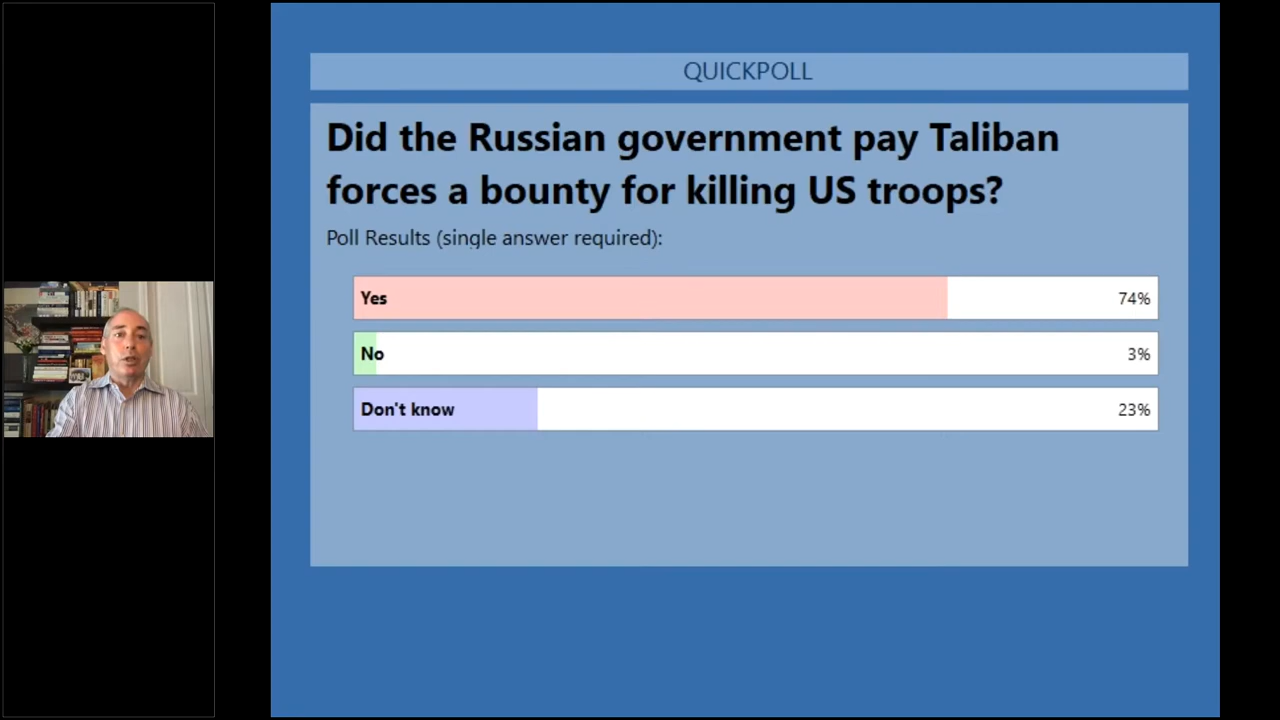 QUICKPOLL
Did the Russian government pay Taliban
forces a bounty for killing US troops?
Poll Results (single answer required):
Yes 74%
No 3%
Don't know 23%